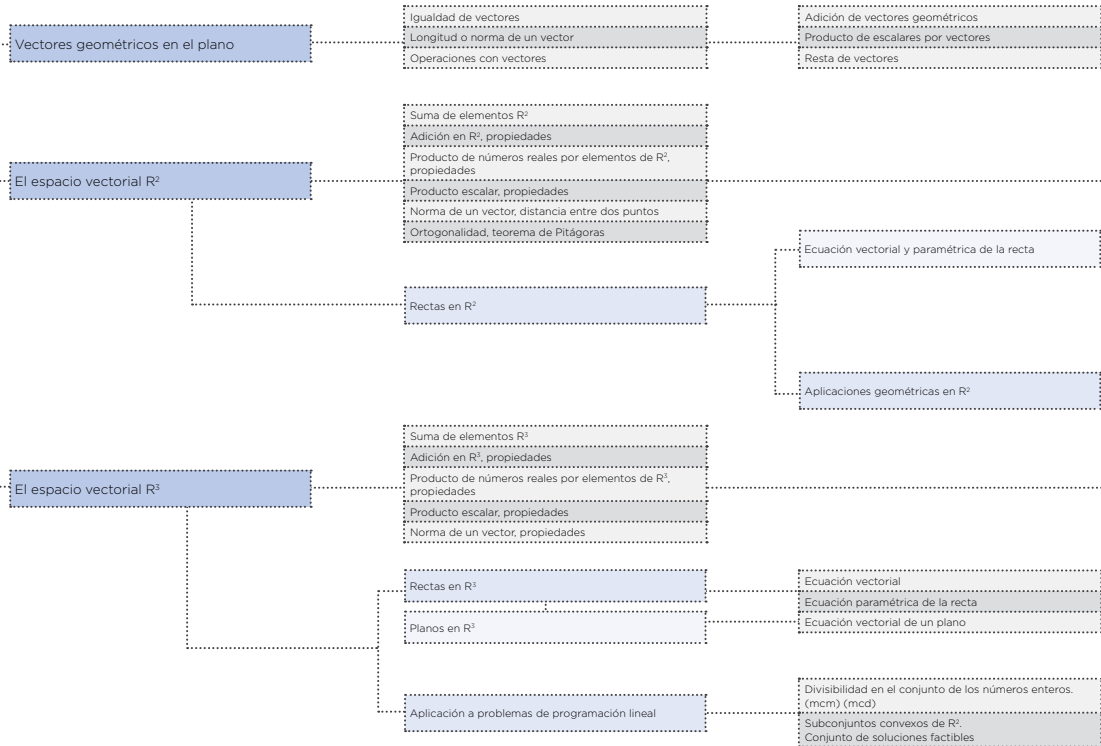 Vectores geométricos en el plano
Igualdad de vectores
Longitud o norma de un vector
Operaciones con vectores
Adición de vectores geométricos
Producto de escalares por vectores
Resta de vectores
El espacio vectorial R²
Suma de elementos R²
Adición en R², propiedades
Producto de números reales por elementos de R²,
propiedades
Producto escalar, propiedades
Norma de un vector, distancia entre dos puntos
Ortogonalidad, teorema de Pitágoras
Rectas en R²
Ecuación vectorial y paramétrica de la recta
Aplicaciones geométricas en R²
El espacio vectorial R³
Suma de elementos R³
Adición en R³, propiedades
Producto de números reales por elementos de R³,
propiedades
Producto escalar, propiedades
Norma de un vector, propiedades
Rectas en R³
Planos en R³
Ecuación vectorial
Ecuación paramétrica de la recta
Ecuación vectorial de un plano
Aplicación a problemas de programación lineal
Divisibilidad en el conjunto de los números enteros.
(mcm) (mcd)
Subconjuntos convexos de R².
Conjunto de soluciones factibles